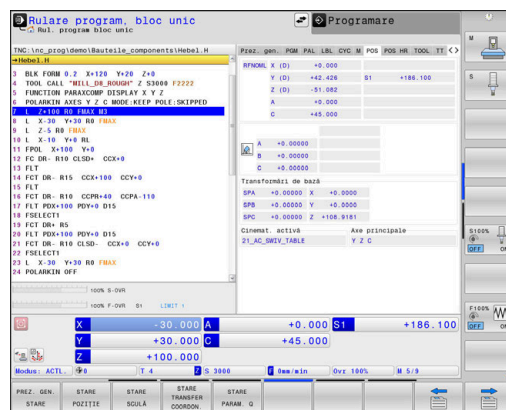 Rulare program, bloc unic
Programare
Rul. program bloc unic
TNC:\nc_prog\demo\Bauteile_components\Hebel.H
→Hebel.H
3 BLK FORM 0.2 X+120 Y+20 Z+0
4 TOOL CALL "MILL_D8_ROUGH" Z S3000 F2222
5 FUNCTION PARAXCOMP DISPLAY X Y Z
6 POLARKIN AXES Y Z C MODE:KEEP POLE:SKIPPED
7 L Z+100 R0 FMAX M3
8 L X-30 Y+30 R0 FMAX
9 L Z-5 R0 FMAX
10 L X-10 Y+0 RL
11 FPOL X+100 Y+0
12 FC DR- R10 CLSD+ CCX+0
13 FLT
14 FCT DR- R15 CCX+100 CCY+0
15 FLT
16 FCT DR- R10 CCPR+40 CCPA-110
17 FLT PDX+100 PDY+0 D15
18 FSELECT1
19 FCT DR+ R5
20 FLT PDX+100 PDY+0 D15
21 FCT DR- R10 CLSD- CCX+0 CCY+0
22 FSELECT1
23 L X-30 Y+30 R0 FMAX
24 POLARKIN OFF
100% S-OVR
100% F-OVR S1 LIMIT 1
Prez. gen. PGM PAL LBL CYC M POS POS HR TOOL TT
RFNOML X (D) +0.000
Y (D) +42.426 S1 +186.100
Z (D) -51.082
A +0.000
C +45.000
A +0.00000
B +0.00000
C +0.00000
Transformări de bază
SPA +0.00000 X +0.0000
SPB +0.00000 Y +0.0000
SPC +0.00000 Z +108.9181
Cinemat. activă Axe principale
21_AC_SWIV_TABLE Y Z C
X -30.000 A +0.000 S1 +186.100
Y +30.000 C +45.000
Z +100.000
Modus: ACTL. 0 T 4 Z S 3000 F 0mm/min Ovr 100% M 5/9
PREZ. GEN. STARE
STARE POZIŢIE
STARE SCULĂ
STARE TRANSFER COORDON.
STARE PARAM. Q
M
S
S100%
OFF ON
F100%
OFF ON